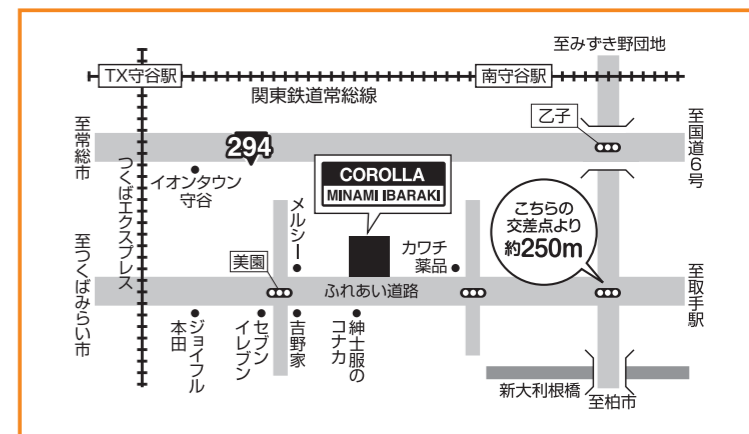 至みずき野団地
TX守谷駅
南守谷駅
関東鉄道常総線
乙子
至常総市
294
至国道6号
つくばエクスプレス
イオンタウン
守谷
COROLLA
MINAMI IBARAKI
こちらの
交差点より
約250m
メルシー
カワチ
薬品
美園
至つくばみらい市
ふれあい道路
至取手駅
ジョイフル
本田
セブン
イレブン
吉野家
紳士服の
コナカ
新大利根橋
至柏市